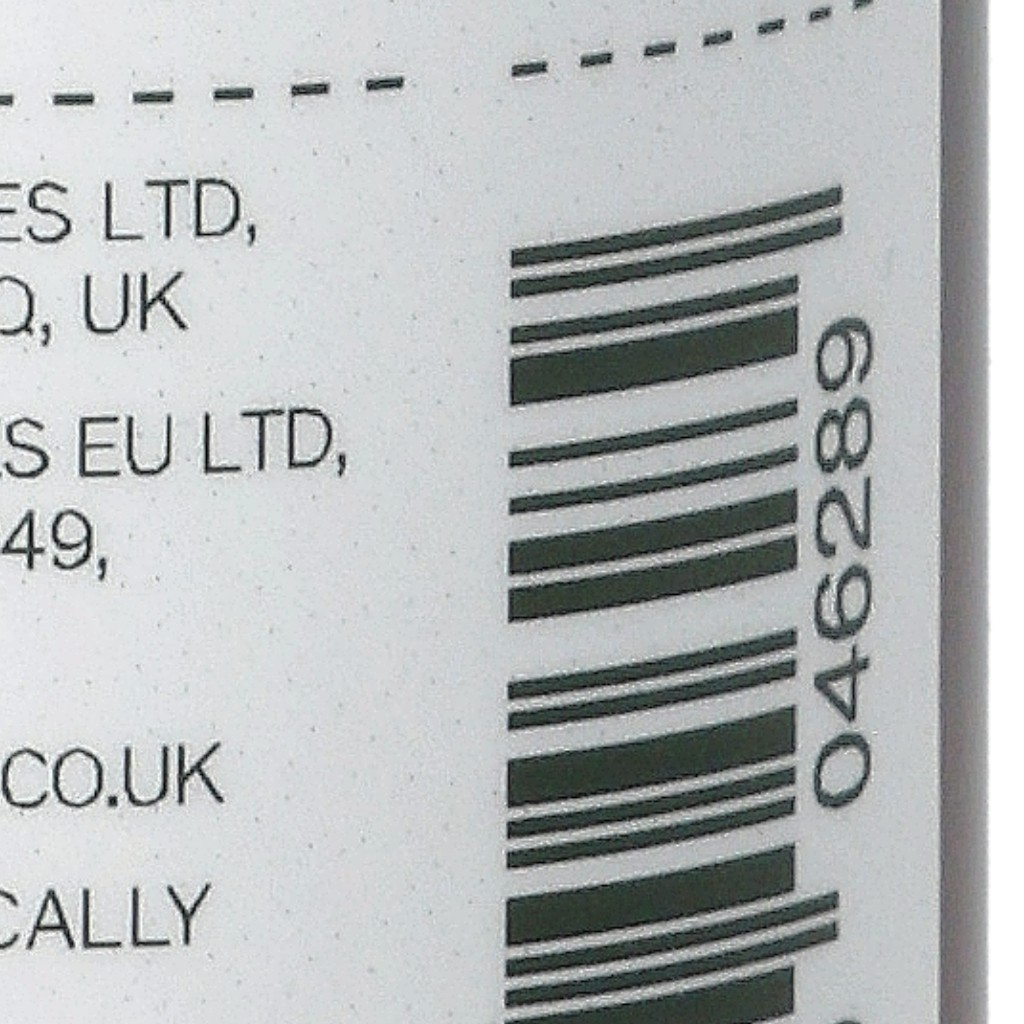 ES LTD,
Q, UK
S EU LTD,
49,
CO.UK
CALLY
046289